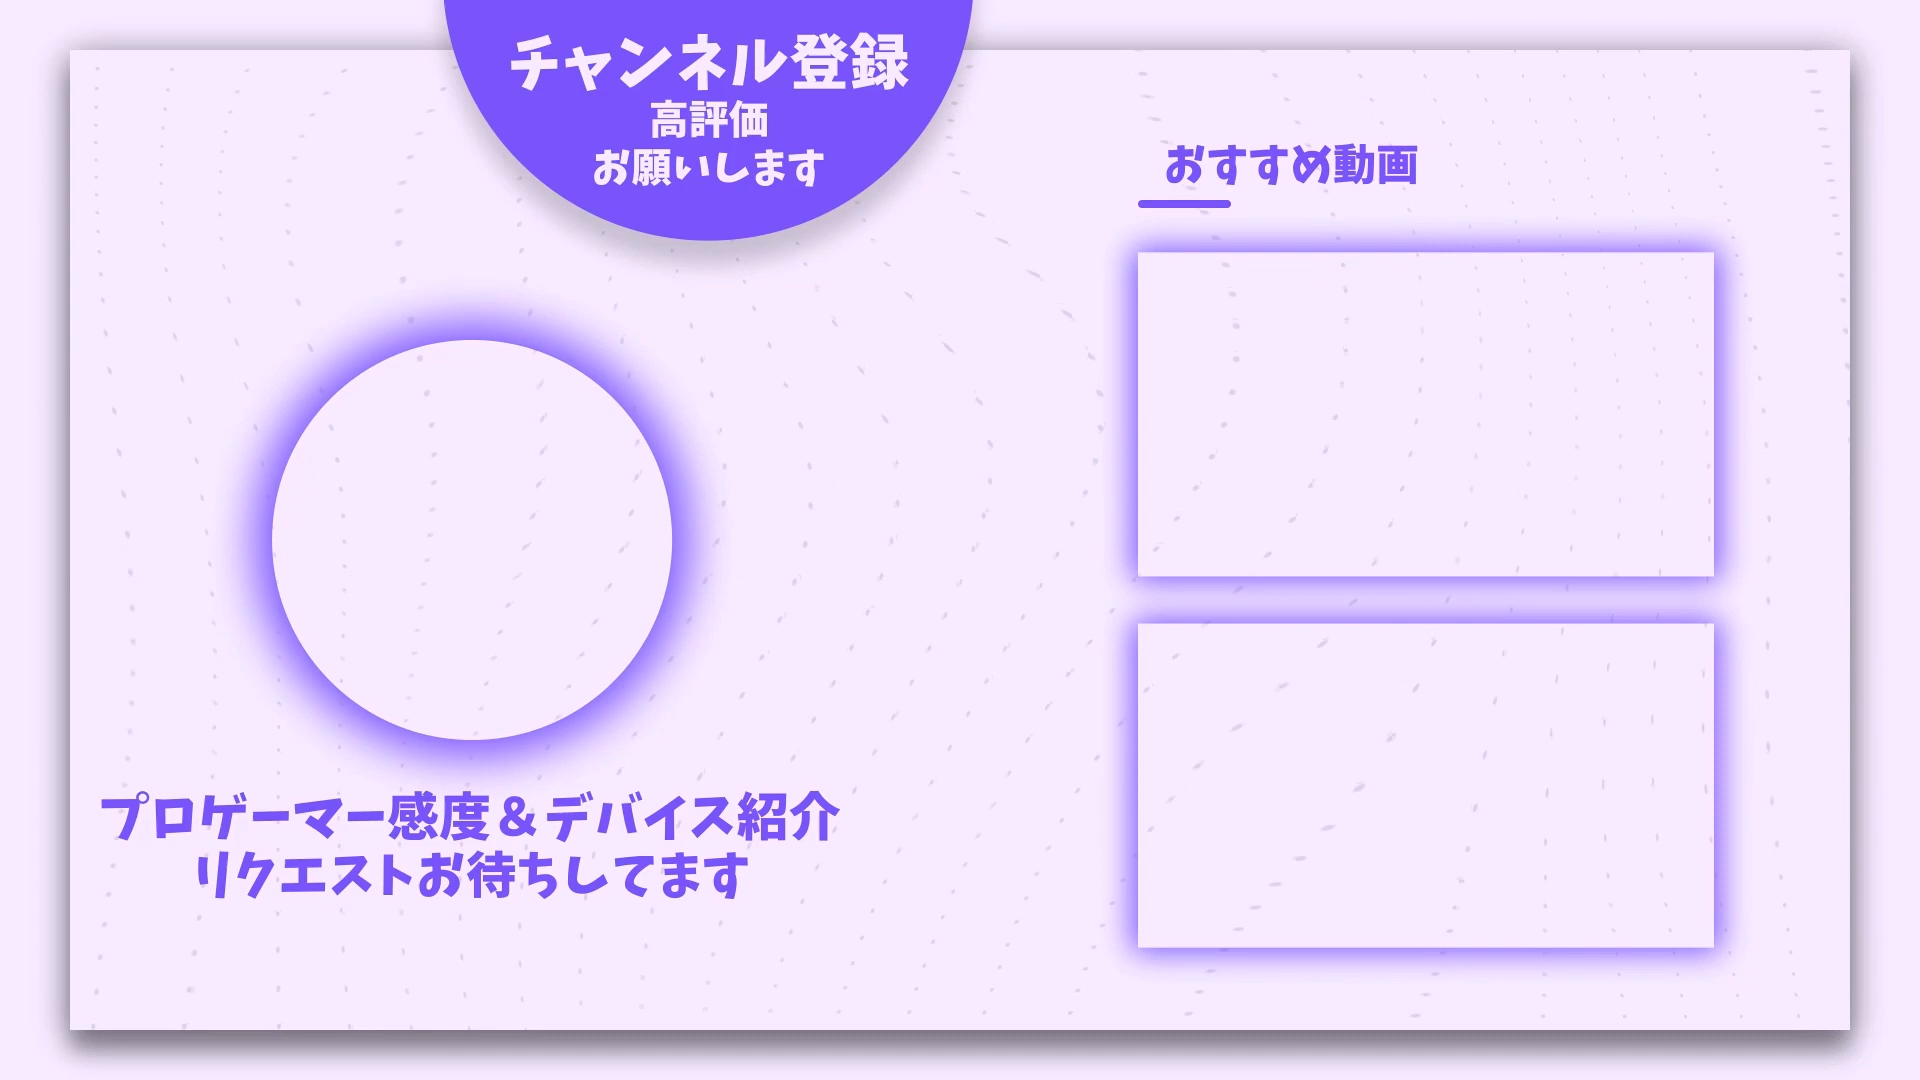 チャンネル登録
高評価
お願いします
おすすめ動画
プロゲーマー感度＆デバイス紹介
リクエストお待ちしてます